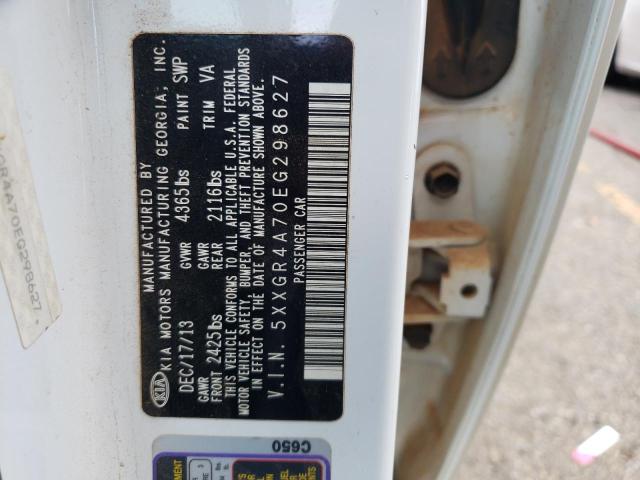 MANUFACTURED BY
KIA KIA MOTORS MANUFACTURING GEORGIA, INC.
DEC/17/13 GVWR 4365lbs PAINT SWP
GAWR FRONT 2425lbs GAWR REAR 2116lbs TRIM VA
THIS VEHICLE CONFORMS TO ALL APPLICABLE U.S.A. FEDERAL
MOTOR VEHICLE SAFETY, BUMPER, AND THEFT PREVENTION STANDARDS
IN EFFECT ON THE DATE OF MANUFACTURE SHOWN ABOVE.
V.I.N. 5XXGR4A70EG298627
PASSENGER CAR
GR4A70EG298627*
C650